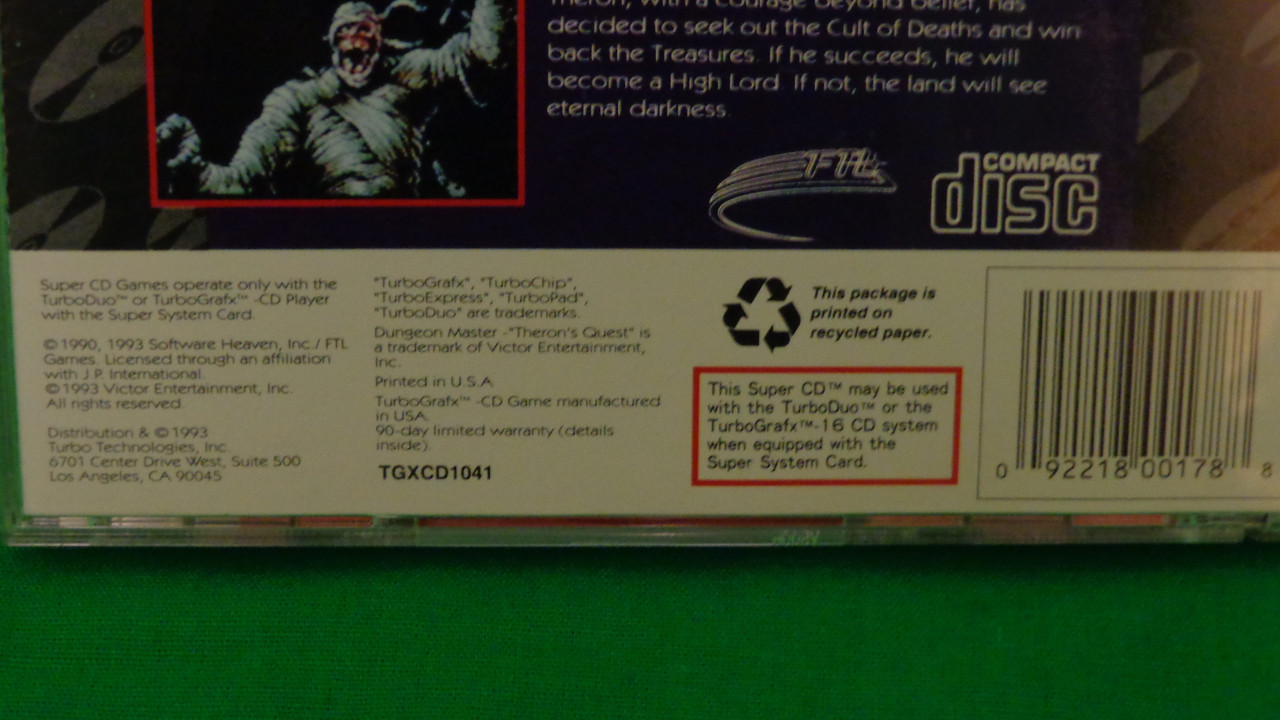 Theron, with a courage beyond belief, has
decided to seek out the Cult of Deaths and win
back the Treasures. If he succeeds, he will
become a High Lord. If not, the land will see
eternal darkness.
FTL
COMPACT
disc
Super CD Games operate only with the
TurboDuo™ or TurboGrafx™ -CD Player
with the Super System Card.
© 1990, 1993 Software Heaven, Inc./ FTL
Games. Licensed through an affiliation
with J.P. International.
© 1993 Victor Entertainment, Inc.
All rights reserved.
Distribution & © 1993
Turbo Technologies, Inc.
6701 Center Drive West, Suite 500
Los Angeles, CA 90045
"TurboGrafx", "TurboChip",
"TurboExpress", "TurboPad",
"TurboDuo" are trademarks.
Dungeon Master -"Theron's Quest" is
a trademark of Victor Entertainment,
Inc.
Printed in U.S.A.
TurboGrafx™ -CD Game manufactured
in USA.
90-day limited warranty (details
inside).
TGXCD1041
This package is
printed on
recycled paper.
This Super CD™ may be used
with the TurboDuo™ or the
TurboGrafx™-16 CD system
when equipped with the
Super System Card.
0 92218 00178 8